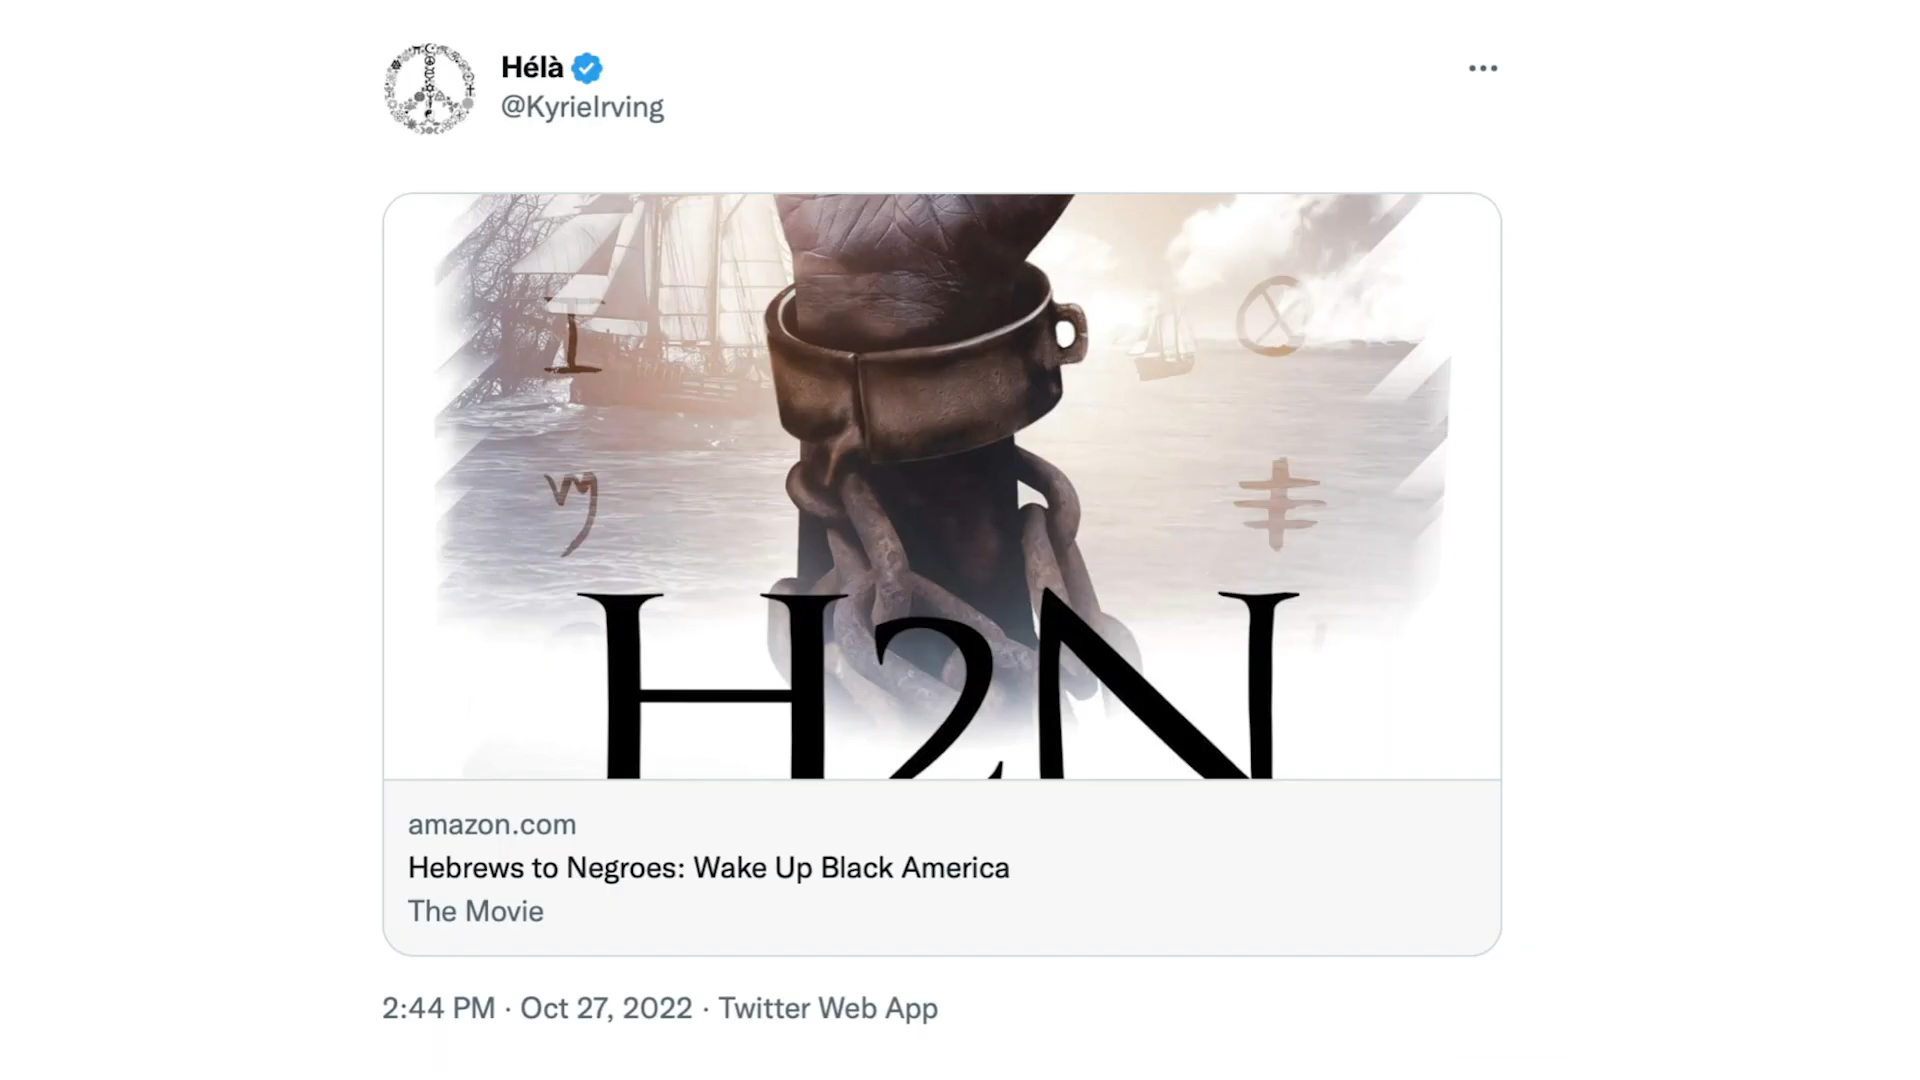 Hélà
@KyrieIrving
H2N
amazon.com
Hebrews to Negroes: Wake Up Black America
The Movie
2:44 PM · Oct 27, 2022 · Twitter Web App